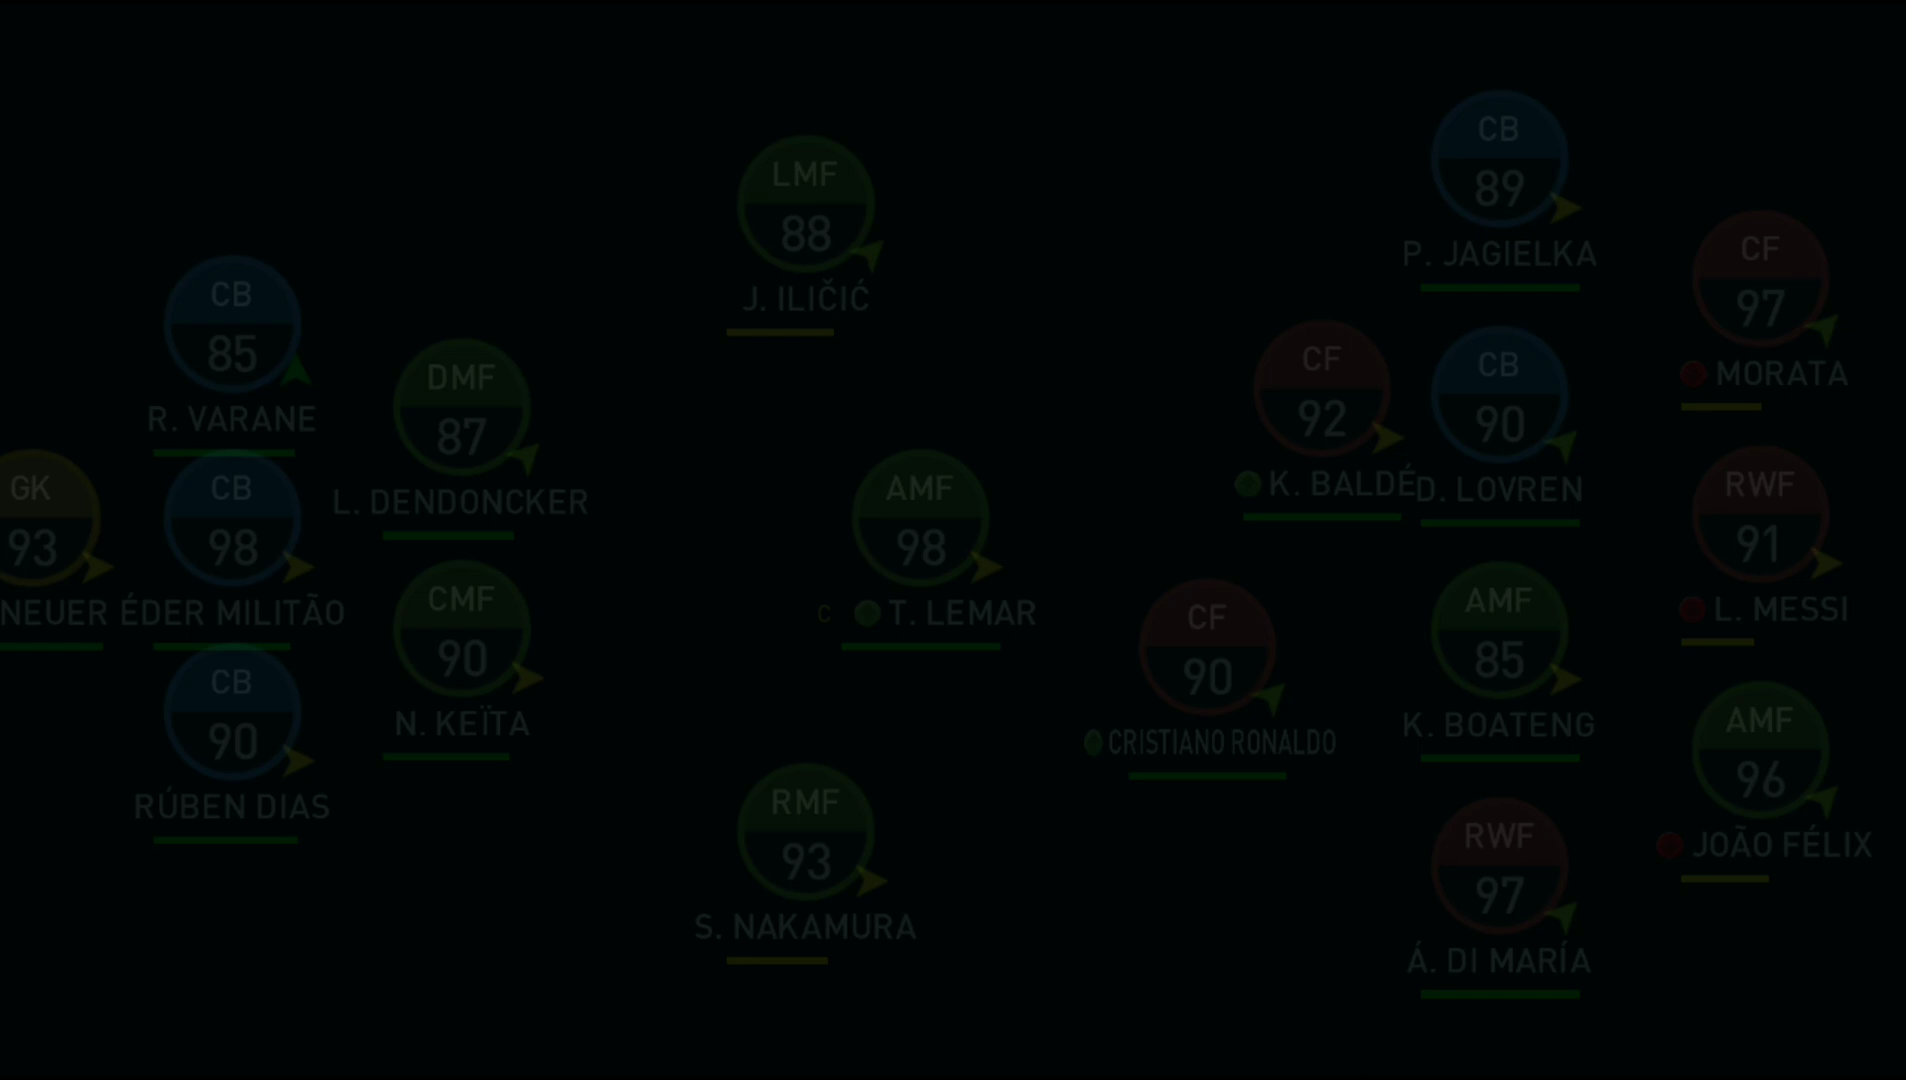 CB
85
R. VARANE
GK
93
NEUER
CB
98
ÉDER MILITÃO
CB
90
RÚBEN DIAS
DMF
87
L. DENDONCKER
CMF
90
N. KEÏTA
LMF
88
J. ILIČIĆ
AMF
98
C T. LEMAR
RMF
93
S. NAKAMURA
CF
92
K. BALDÉ
CF
90
CRISTIANO RONALDO
CB
89
P. JAGIELKA
CB
90
D. LOVREN
AMF
85
K. BOATENG
RWF
97
Á. DI MARÍA
CF
97
MORATA
RWF
91
L. MESSI
AMF
96
JOÃO FÉLIX